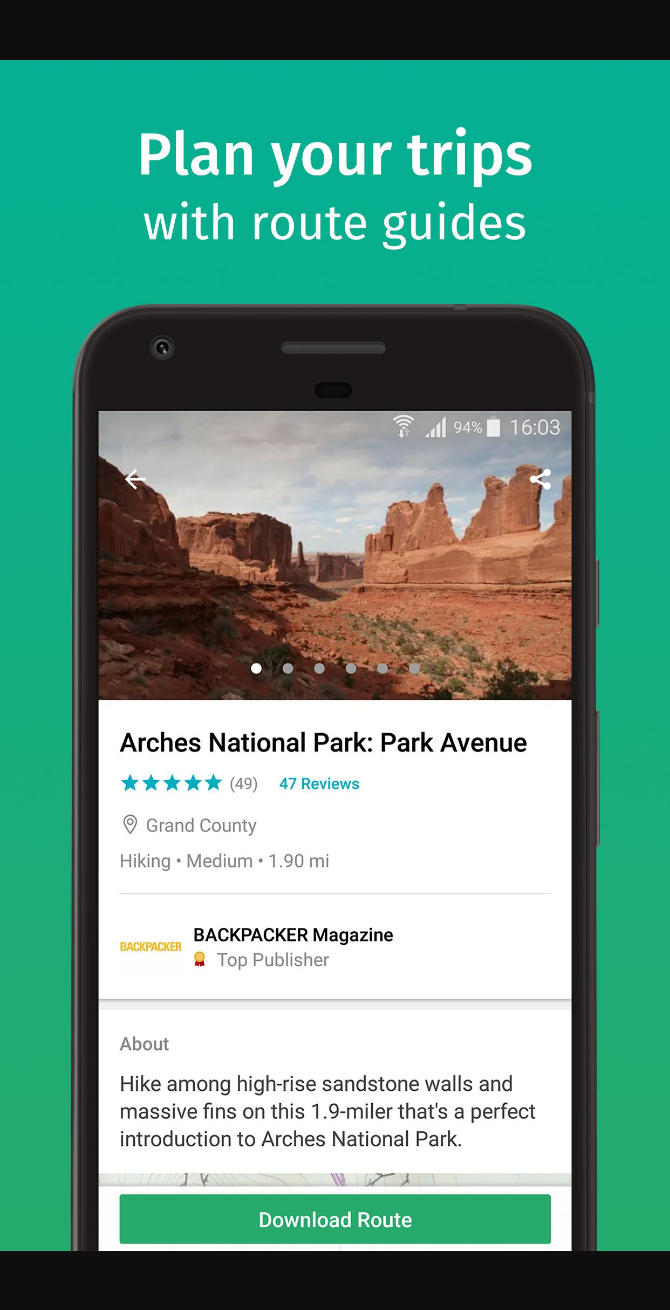 Plan your trips
with route guides
94% 16:03
Arches National Park: Park Avenue
(49) 47 Reviews
Grand County
Hiking • Medium • 1.90 mi
BACKPACKER
BACKPACKER Magazine
Top Publisher
About
Hike among high-rise sandstone walls and
massive fins on this 1.9-miler that's a perfect
introduction to Arches National Park.
Download Route